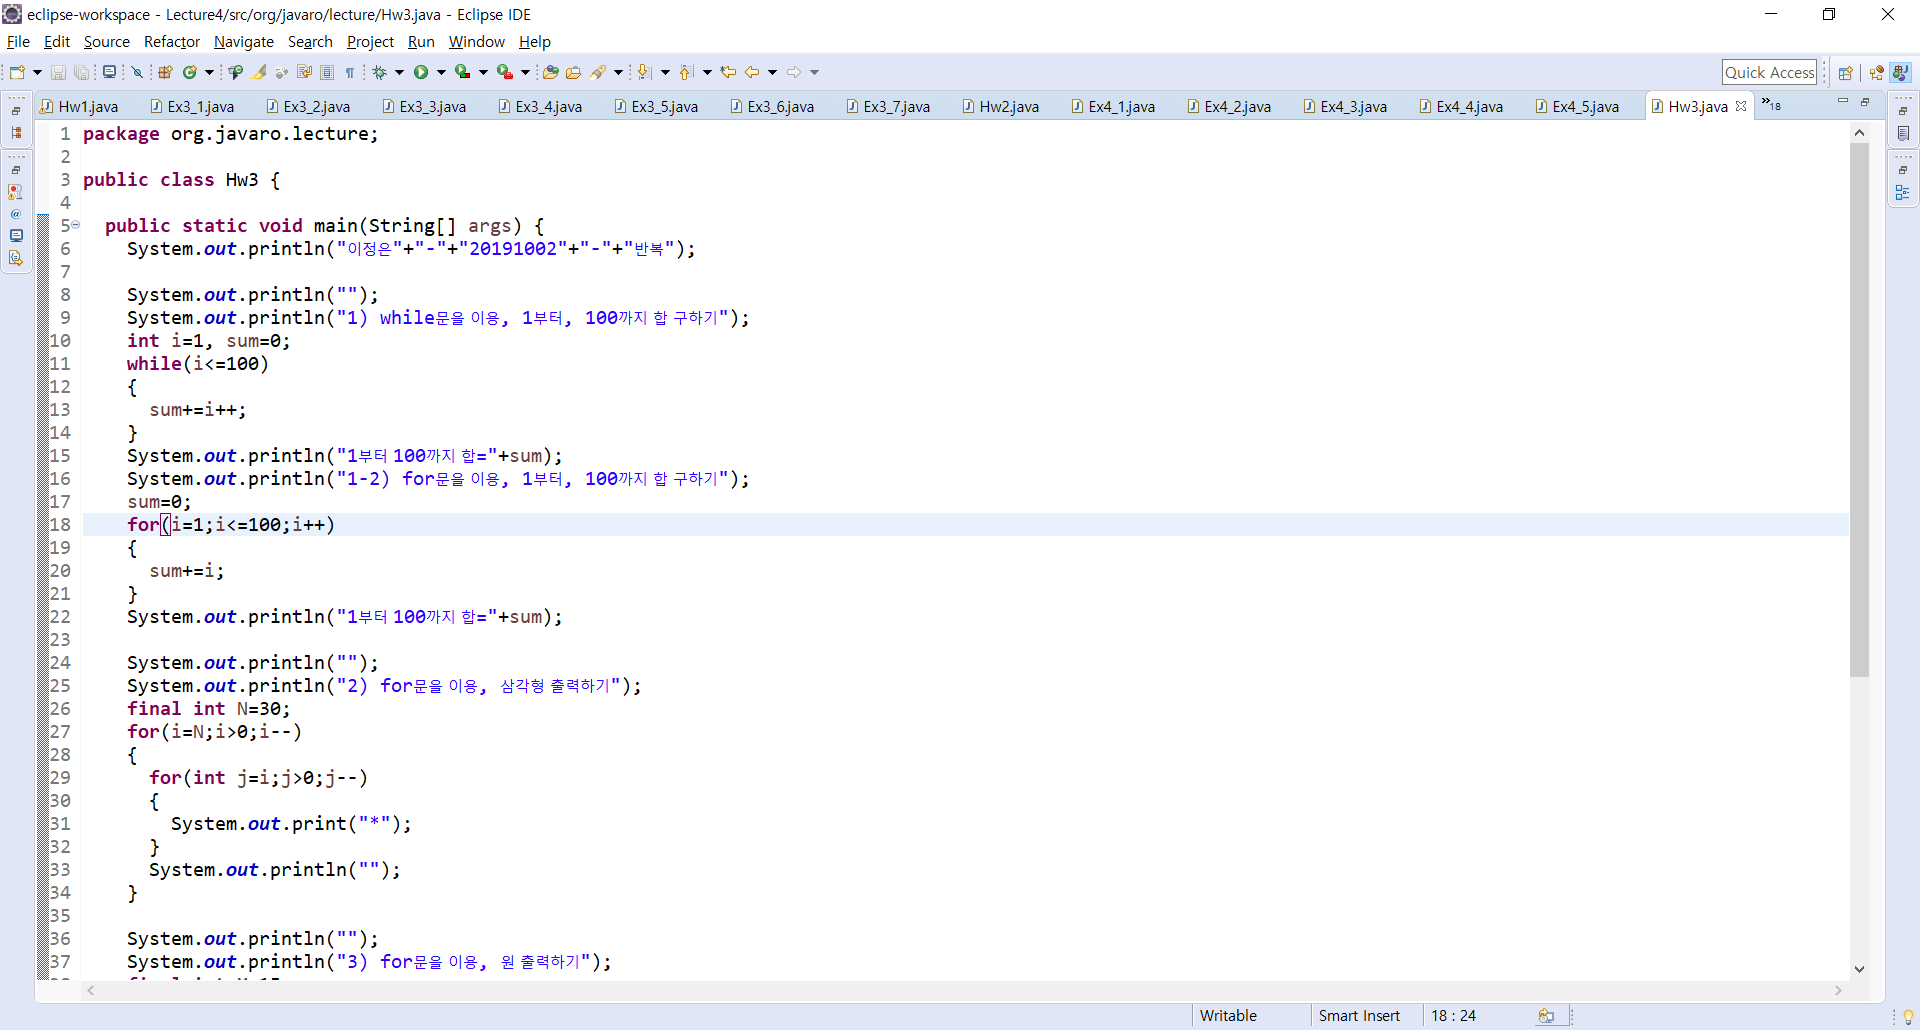 eclipse-workspace - Lecture4/src/org/javaro/lecture/Hw3.java - Eclipse IDE
File Edit Source Refactor Navigate Search Project Run Window Help
Quick Access
Hw1.java Ex3_1.java Ex3_2.java Ex3_3.java Ex3_4.java Ex3_5.java Ex3_6.java Ex3_7.java Hw2.java Ex4_1.java Ex4_2.java Ex4_3.java Ex4_4.java Ex4_5.java Hw3.java »18
1 package org.javaro.lecture;
2
3 public class Hw3 {
4
5 public static void main(String[] args) {
6 System.out.println("이정은"+"-"+"20191002"+"-"+"반복");
7
8 System.out.println("");
9 System.out.println("1) while문을 이용, 1부터, 100까지 합 구하기");
10 int i=1, sum=0;
11 while(i<=100)
12 {
13 sum+=i++;
14 }
15 System.out.println("1부터 100까지 합="+sum);
16 System.out.println("1-2) for문을 이용, 1부터, 100까지 합 구하기");
17 sum=0;
18 for(i=1;i<=100;i++)
19 {
20 sum+=i;
21 }
22 System.out.println("1부터 100까지 합="+sum);
23
24 System.out.println("");
25 System.out.println("2) for문을 이용, 삼각형 출력하기");
26 final int N=30;
27 for(i=N;i>0;i--)
28 {
29 for(int j=i;j>0;j--)
30 {
31 System.out.print("*");
32 }
33 System.out.println("");
34 }
35
36 System.out.println("");
37 System.out.println("3) for문을 이용, 원 출력하기");
Writable Smart Insert 18 : 24